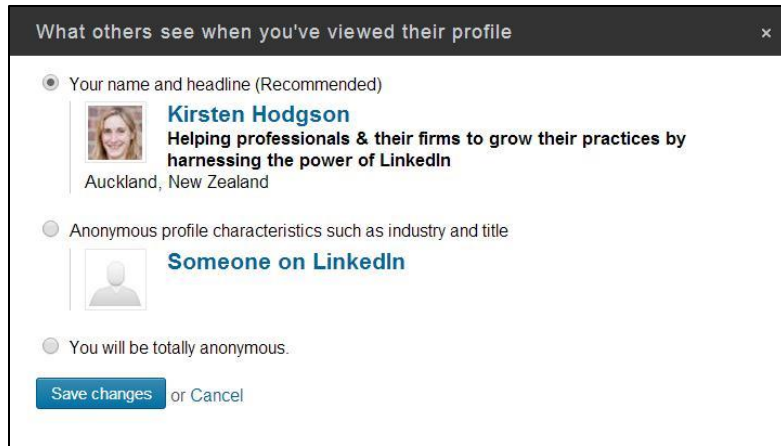 What others see when you've viewed their profile ×
Your name and headline (Recommended)
Kirsten Hodgson
Helping professionals & their firms to grow their practices by
harnessing the power of LinkedIn
Auckland, New Zealand
Anonymous profile characteristics such as industry and title
Someone on LinkedIn
You will be totally anonymous.
Save changes or Cancel